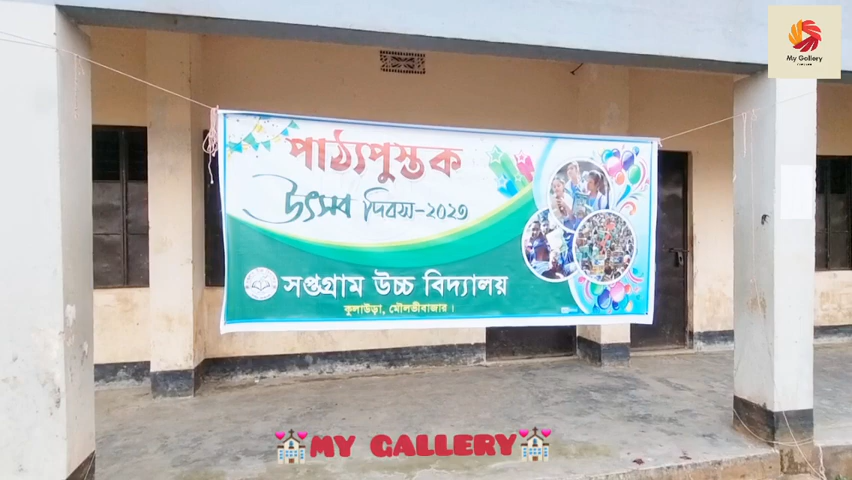 My Gallery
পাঠ্যপুস্তক
উৎসব দিবস-২০২৩
সপ্তগ্রাম উচ্চ বিদ্যালয়
কুলাউড়া, মৌলভীবাজার।
MY GALLERY